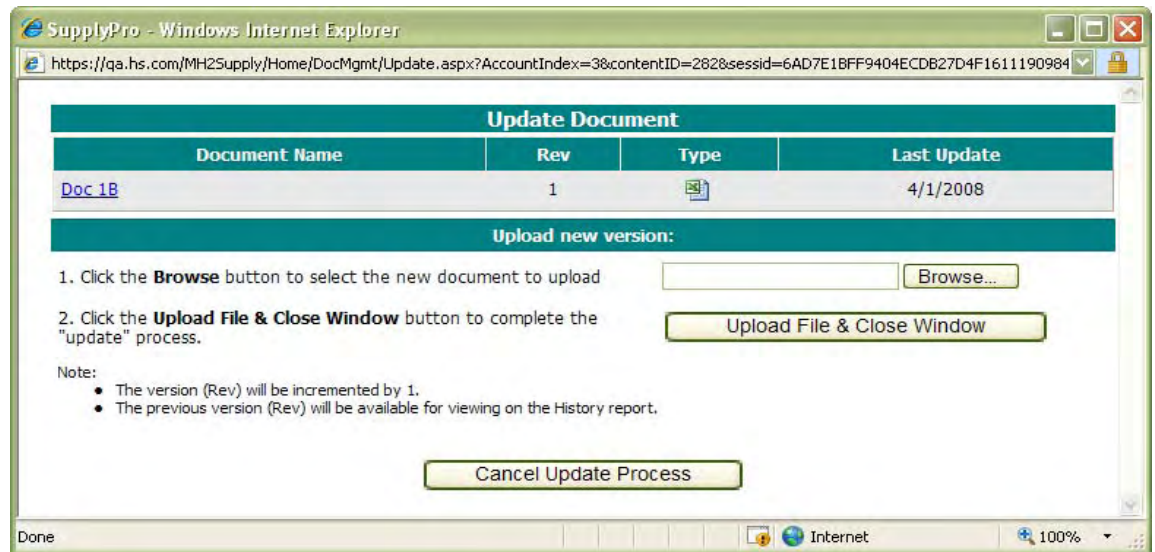 SupplyPro - Windows Internet Explorer
https://qa.hs.com/MH2Supply/Home/DocMgmt/Update.aspx?AccountIndex=3&contentID=282&sessid=6AD7E1BFF9404ECDB27D4F1611190984
Update Document
Document Name Rev Type Last Update
Doc 1B 1 4/1/2008
Upload new version:
1. Click the Browse button to select the new document to upload Browse...
2. Click the Upload File & Close Window button to complete the
"update" process.
Upload File & Close Window
Note:
• The version (Rev) will be incremented by 1.
• The previous version (Rev) will be available for viewing on the History report.
Cancel Update Process
Done Internet 100%